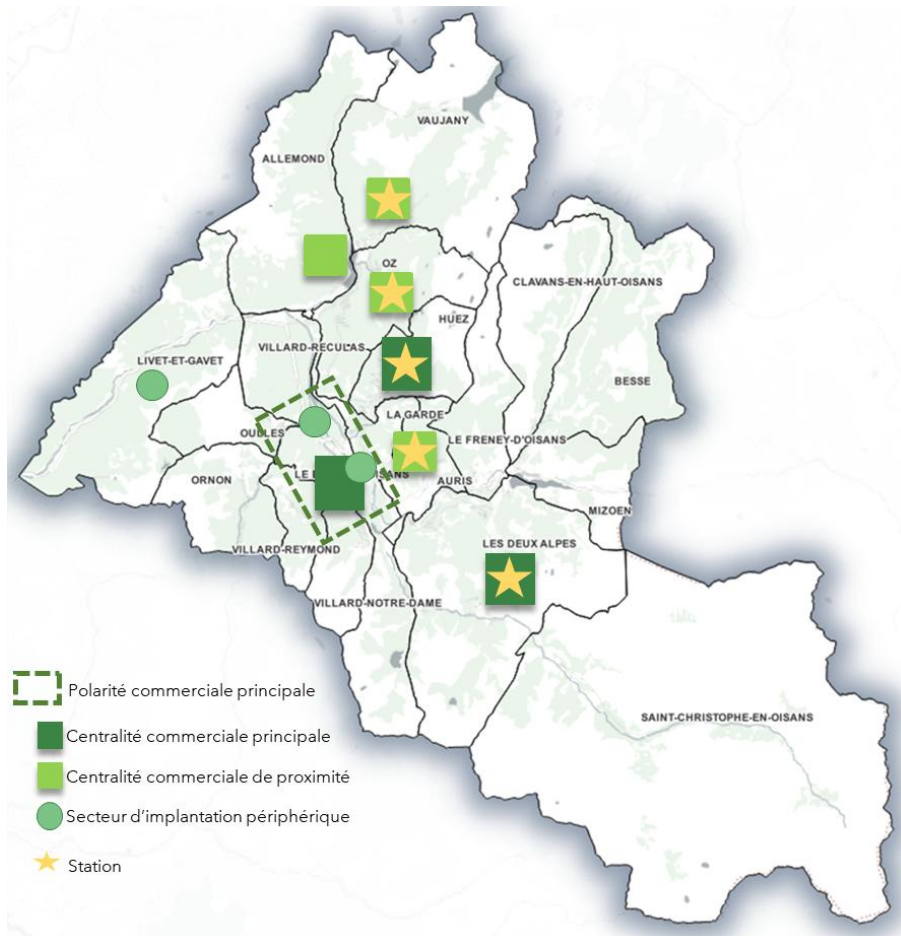 VAUJANY
ALLEMOND
OZ
CLAVANS-EN-HAUT-OISANS
HUEZ
VILLARD-RECULAS
LIVET-ET-GAVET
BESSE
LA GARDE
OULLES
LE FRENEY-D'OISANS
LE ISANS
ORNON
AURIS
MIZOEN
LES DEUX ALPES
VILLARD-REYMOND
VILLARD-NOTRE-DAME
SAINT-CHRISTOPHE-EN-OISANS
Polarité commerciale principale
Centralité commerciale principale
Centralité commerciale de proximité
Secteur d'implantation périphérique
Station